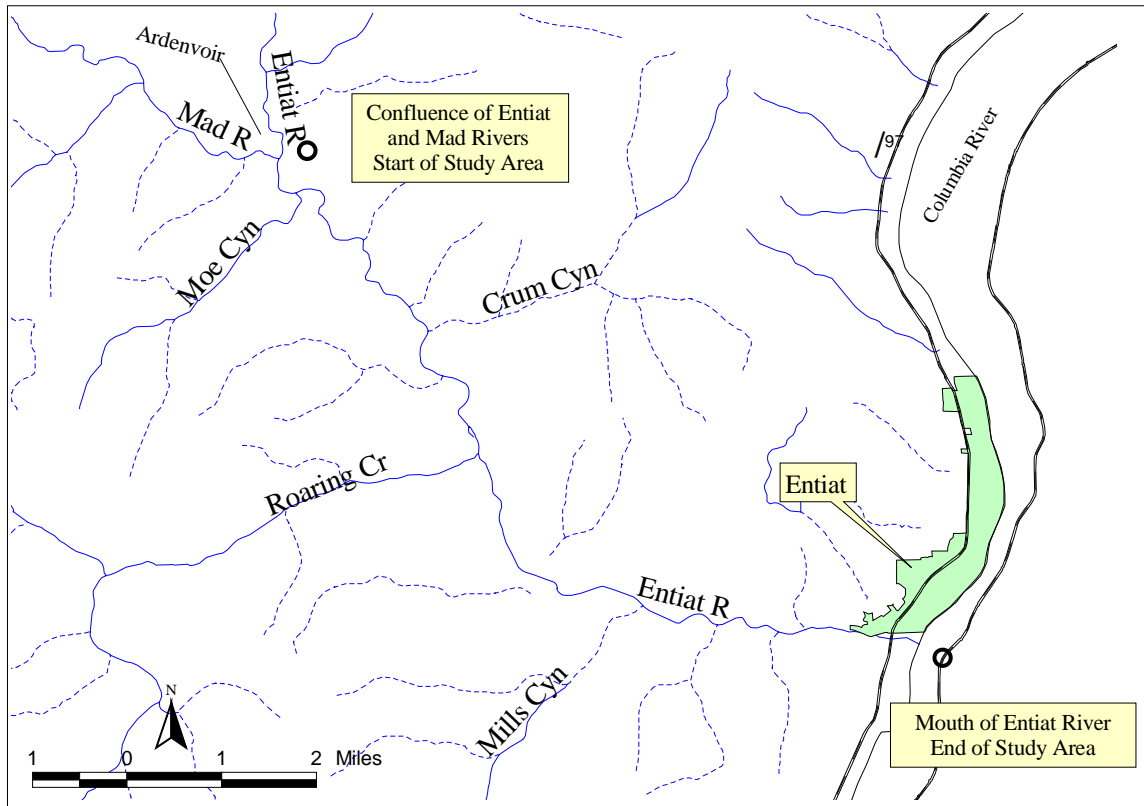 Ardenvoir
Entiat R
Mad R
Confluence of Entiat
and Mad Rivers
Start of Study Area
97
Columbia River
Moe Cyn
Crum Cyn
Roaring Cr
Entiat
Entiat R
Mills Cyn
N
Mouth of Entiat River
End of Study Area
1 0 1 2 Miles